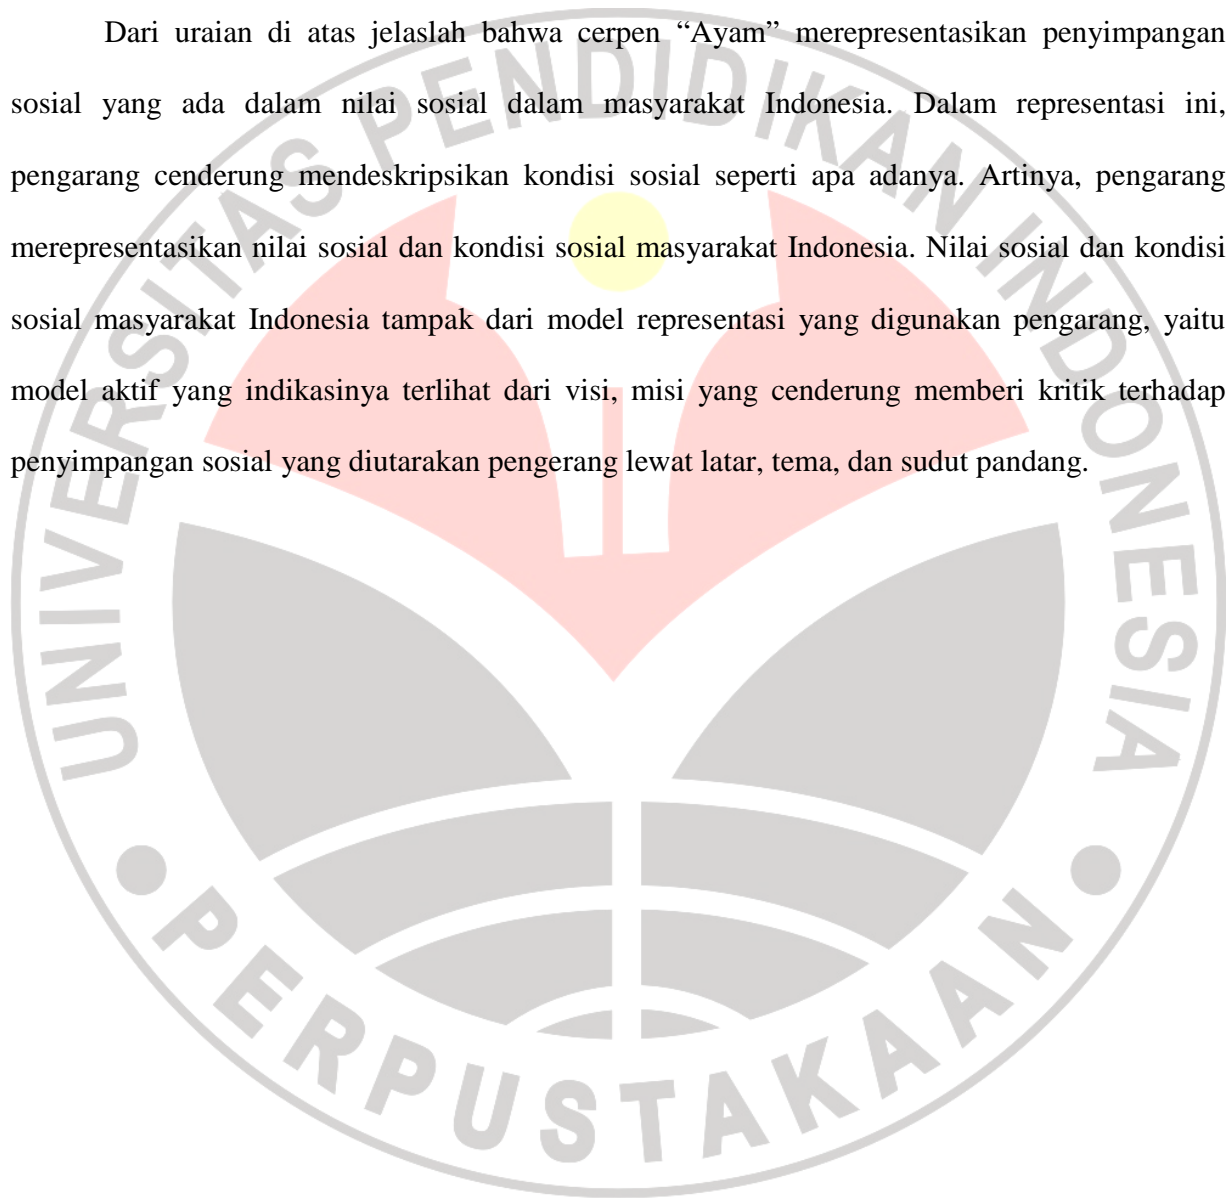 Dari uraian di atas jelaslah bahwa cerpen “Ayam” merepresentasikan penyimpangan
sosial yang ada dalam nilai sosial dalam masyarakat Indonesia. Dalam representasi ini,
pengarang cenderung mendeskripsikan kondisi sosial seperti apa adanya. Artinya, pengarang
merepresentasikan nilai sosial dan kondisi sosial masyarakat Indonesia. Nilai sosial dan kondisi
sosial masyarakat Indonesia tampak dari model representasi yang digunakan pengarang, yaitu
model aktif yang indikasinya terlihat dari visi, misi yang cenderung memberi kritik terhadap
penyimpangan sosial yang diutarakan pengerang lewat latar, tema, dan sudut pandang.
UNIVERSITAS PENDIDIKAN INDONESIA
PERPUSTAKAAN